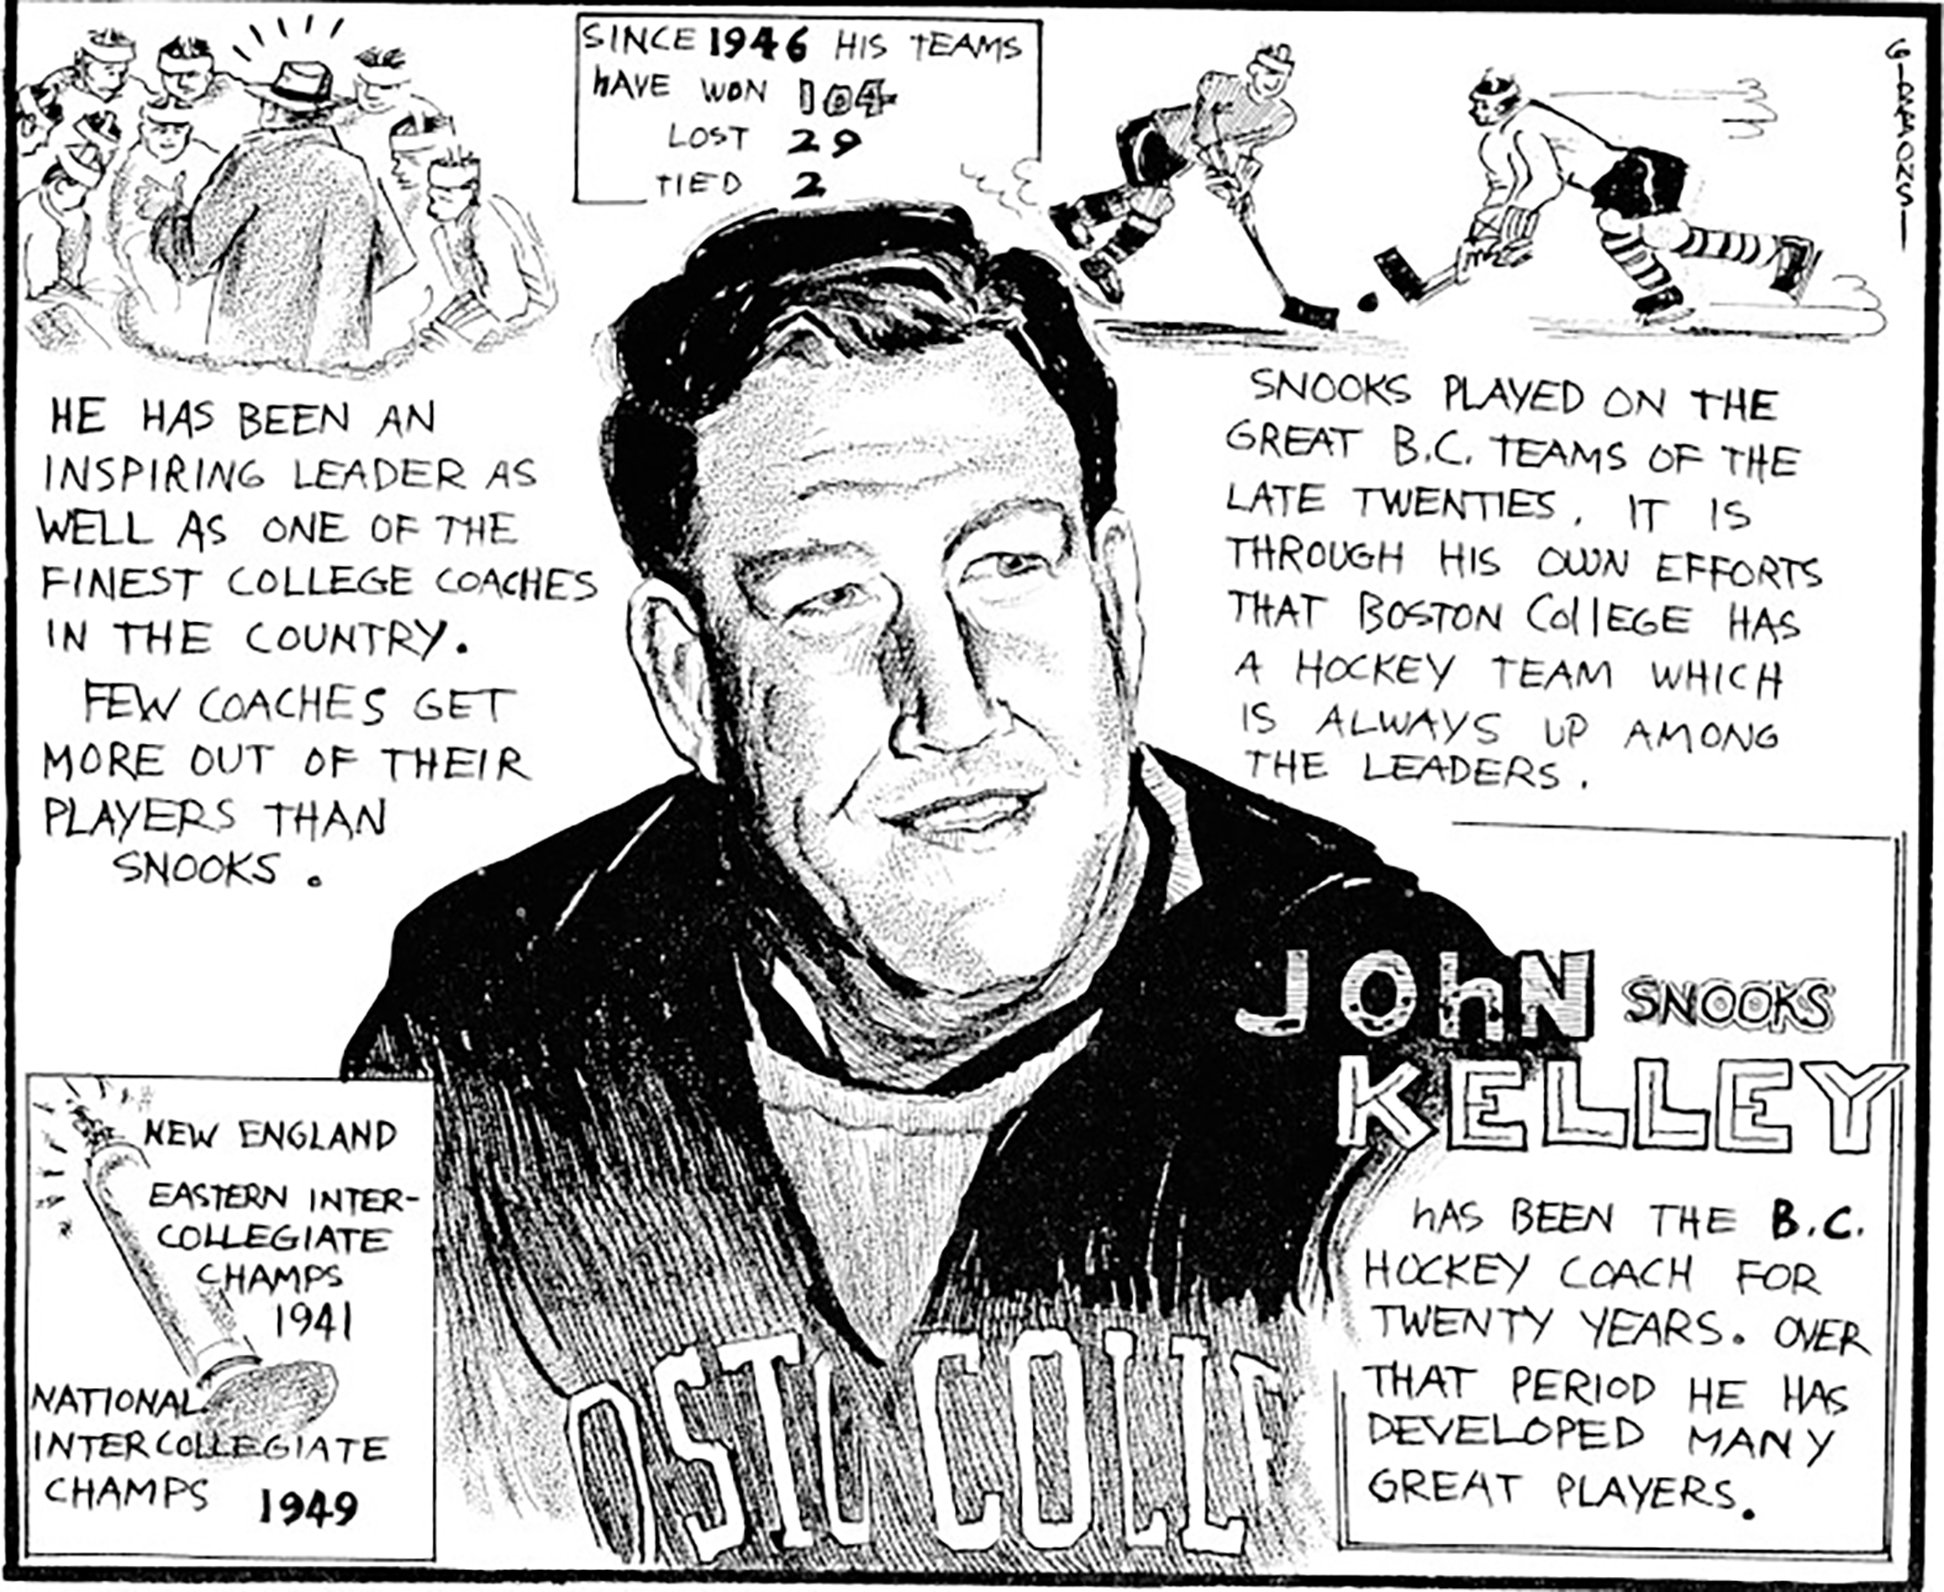 SINCE 1946 HIS TEAMS
HAVE WON 104
LOST 29
TIED 2
GIBBONS
HE HAS BEEN AN
INSPIRING LEADER AS
WELL AS ONE OF THE
FINEST COLLEGE COACHES
IN THE COUNTRY.
FEW COACHES GET
MORE OUT OF THEIR
PLAYERS THAN
SNOOKS.
SNOOKS PLAYED ON THE
GREAT B.C. TEAMS OF THE
LATE TWENTIES. IT IS
THROUGH HIS OWN EFFORTS
THAT BOSTON COllEGE HAS
A HOCKEY TEAM WHICH
IS ALWAYS UP AMONG
THE LEADERS.
JOhN SNOOKS
KELLEY
hAS BEEN THE B.C.
HOCKEY COACH FOR
TWENTY YEARS. OVER
THAT PERIOD HE HAS
DEVELOPED MANY
GREAT PLAYERS.
NEW ENGLAND
EASTERN INTER-
COLLEGIATE
CHAMPS
1941
NATIONAL
INTERCOLLEGIATE
CHAMPS 1949
OSTO COLLE